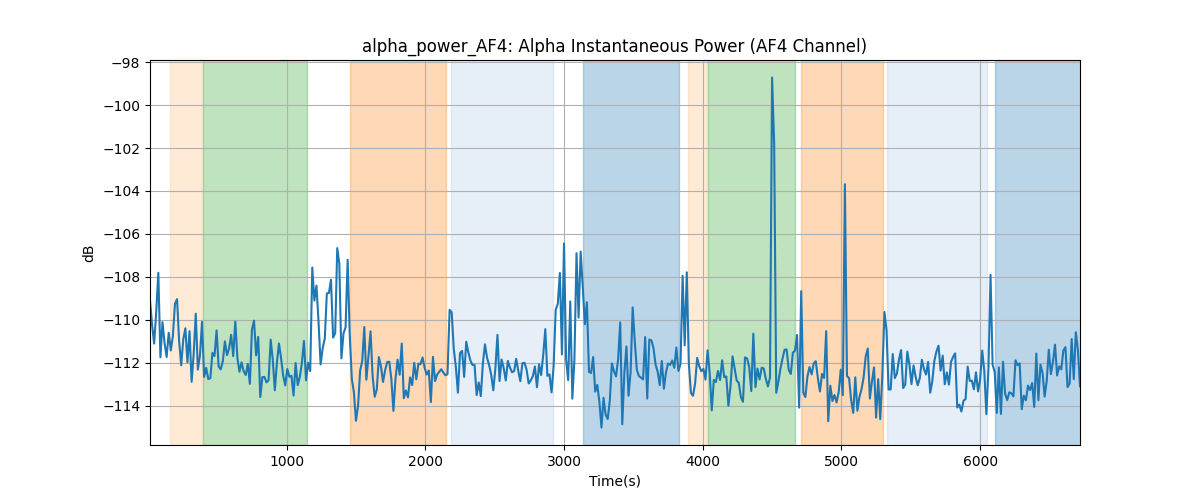 alpha_power_AF4: Alpha Instantaneous Power (AF4 Channel)
−98
−100
−102
−104
−106
−108
−110
−112
−114
dB
1000 2000 3000 4000 5000 6000
Time(s)